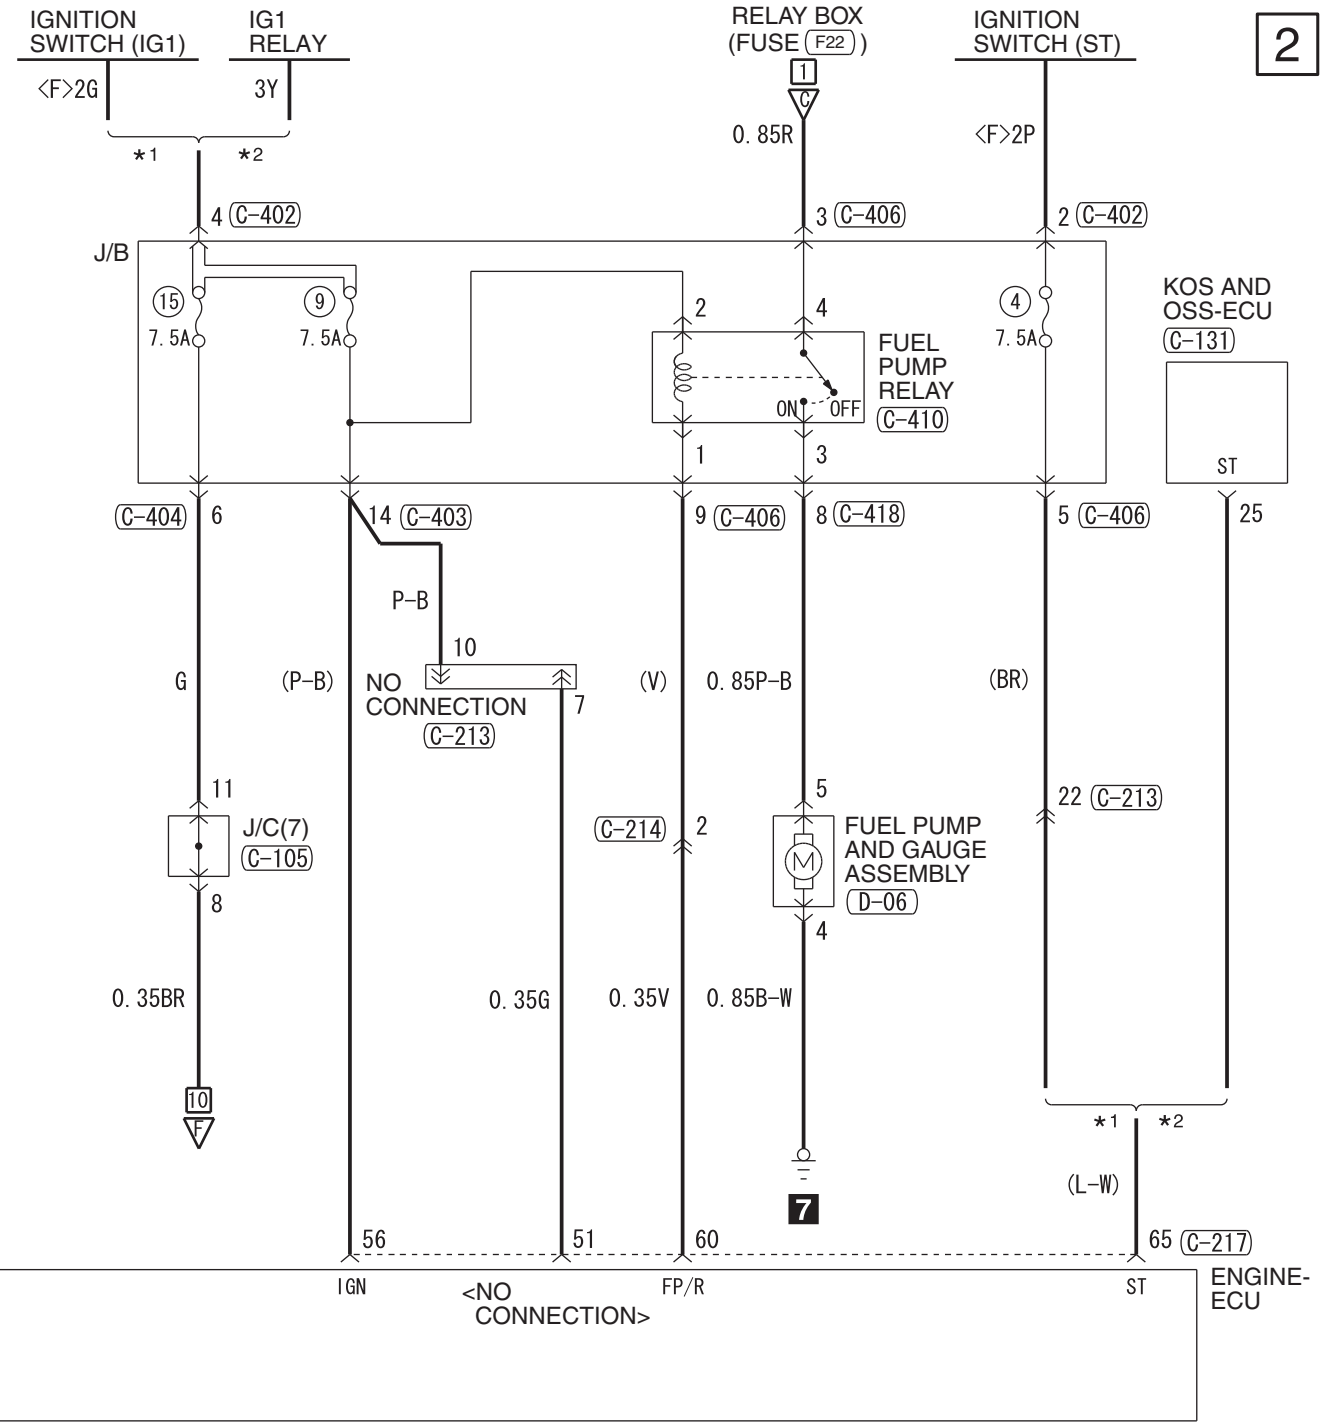 IGNITION
SWITCH (IG1)
IG1
RELAY
RELAY BOX
(FUSE F22 )
IGNITION
SWITCH (ST)
2
<F>2G
3Y
1
C
*1
*2
0. 85R
<F>2P
4 C-402
3 C-406
2 C-402
J/B
15
7. 5A
9
7. 5A
2
4
4
7. 5A
FUEL
PUMP
RELAY
C-410
ON
OFF
1
3
KOS AND
OSS-ECU
C-131
ST
C-404 6
14 C-403
9 C-406
8 C-418
5 C-406
25
P-B
10
G
(P-B)
NO
CONNECTION
C-213
7
(V)
0. 85P-B
(BR)
11
J/C(7)
C-105
8
C-214 2
5
FUEL PUMP
AND GAUGE
ASSEMBLY
D-06
M
4
22 C-213
0. 35BR
0. 35G
0. 35V
0. 85B-W
10
F
*1
*2
7
(L-W)
56
51
60
65 C-217
IGN
<NO
CONNECTION>
FP/R
ST
ENGINE-
ECU